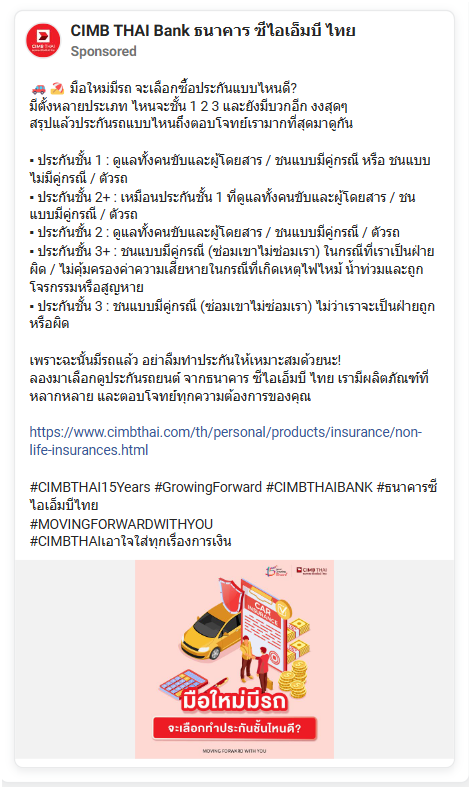 CIMB THAI Bank ธนาคาร ซีไอเอ็มบี ไทย
Sponsored
CIMB THAI
🚗 ⛱️ มือใหม่มีรถ จะเลือกซื้อประกันแบบไหนดี?
มีตั้งหลายประเภท ไหนจะชั้น 1 2 3 และยังมีบวกอีก งงสุดๆ
สรุปแล้วประกันรถแบบไหนถึงตอบโจทย์เรามากที่สุดมาดูกัน
▪ ประกันชั้น 1 : ดูแลทั้งคนขับและผู้โดยสาร / ชนแบบมีคู่กรณี หรือ ชนแบบ
ไม่มีคู่กรณี / ตัวรถ
▪ ประกันชั้น 2+ : เหมือนประกันชั้น 1 ที่ดูแลทั้งคนขับและผู้โดยสาร / ชน
แบบมีคู่กรณี / ตัวรถ
▪ ประกันชั้น 2 : ดูแลทั้งคนขับและผู้โดยสาร / ชนแบบมีคู่กรณี / ตัวรถ
▪ ประกันชั้น 3+ : ชนแบบมีคู่กรณี (ซ่อมเขาไม่ซ่อมเรา) ในกรณีที่เราเป็นฝ่าย
ผิด / ไม่คุ้มครองค่าความเสียหายในกรณีที่เกิดเหตุไฟไหม้ น้ำท่วมและถูก
โจรกรรมหรือสูญหาย
▪ ประกันชั้น 3 : ชนแบบมีคู่กรณี (ซ่อมเขาไม่ซ่อมเรา) ไม่ว่าเราจะเป็นฝ่ายถูก
หรือผิด
เพราะฉะนั้นมีรถแล้ว อย่าลืมทำประกันให้เหมาะสมด้วยนะ!
ลองมาเลือกดูประกันรถยนต์ จากธนาคาร ซีไอเอ็มบี ไทย เรามีผลิตภัณฑ์ที่
หลากหลาย และตอบโจทย์ทุกความต้องการของคุณ
https://www.cimbthai.com/th/personal/products/insurance/non-
life-insurances.html
#CIMBTHAI15Years #GrowingForward #CIMBTHAIBANK #ธนาคารซี
ไอเอ็มบีไทย
#MOVINGFORWARDWITHYOU
#CIMBTHAIเอาใจใส่ทุกเรื่องการเงิน
15
CIMB THAI
CAR
INSURANCE
มือใหม่มีรถ
จะเลือกทำประกันชั้นไหนดี?
MOVING FORWARD WITH YOU